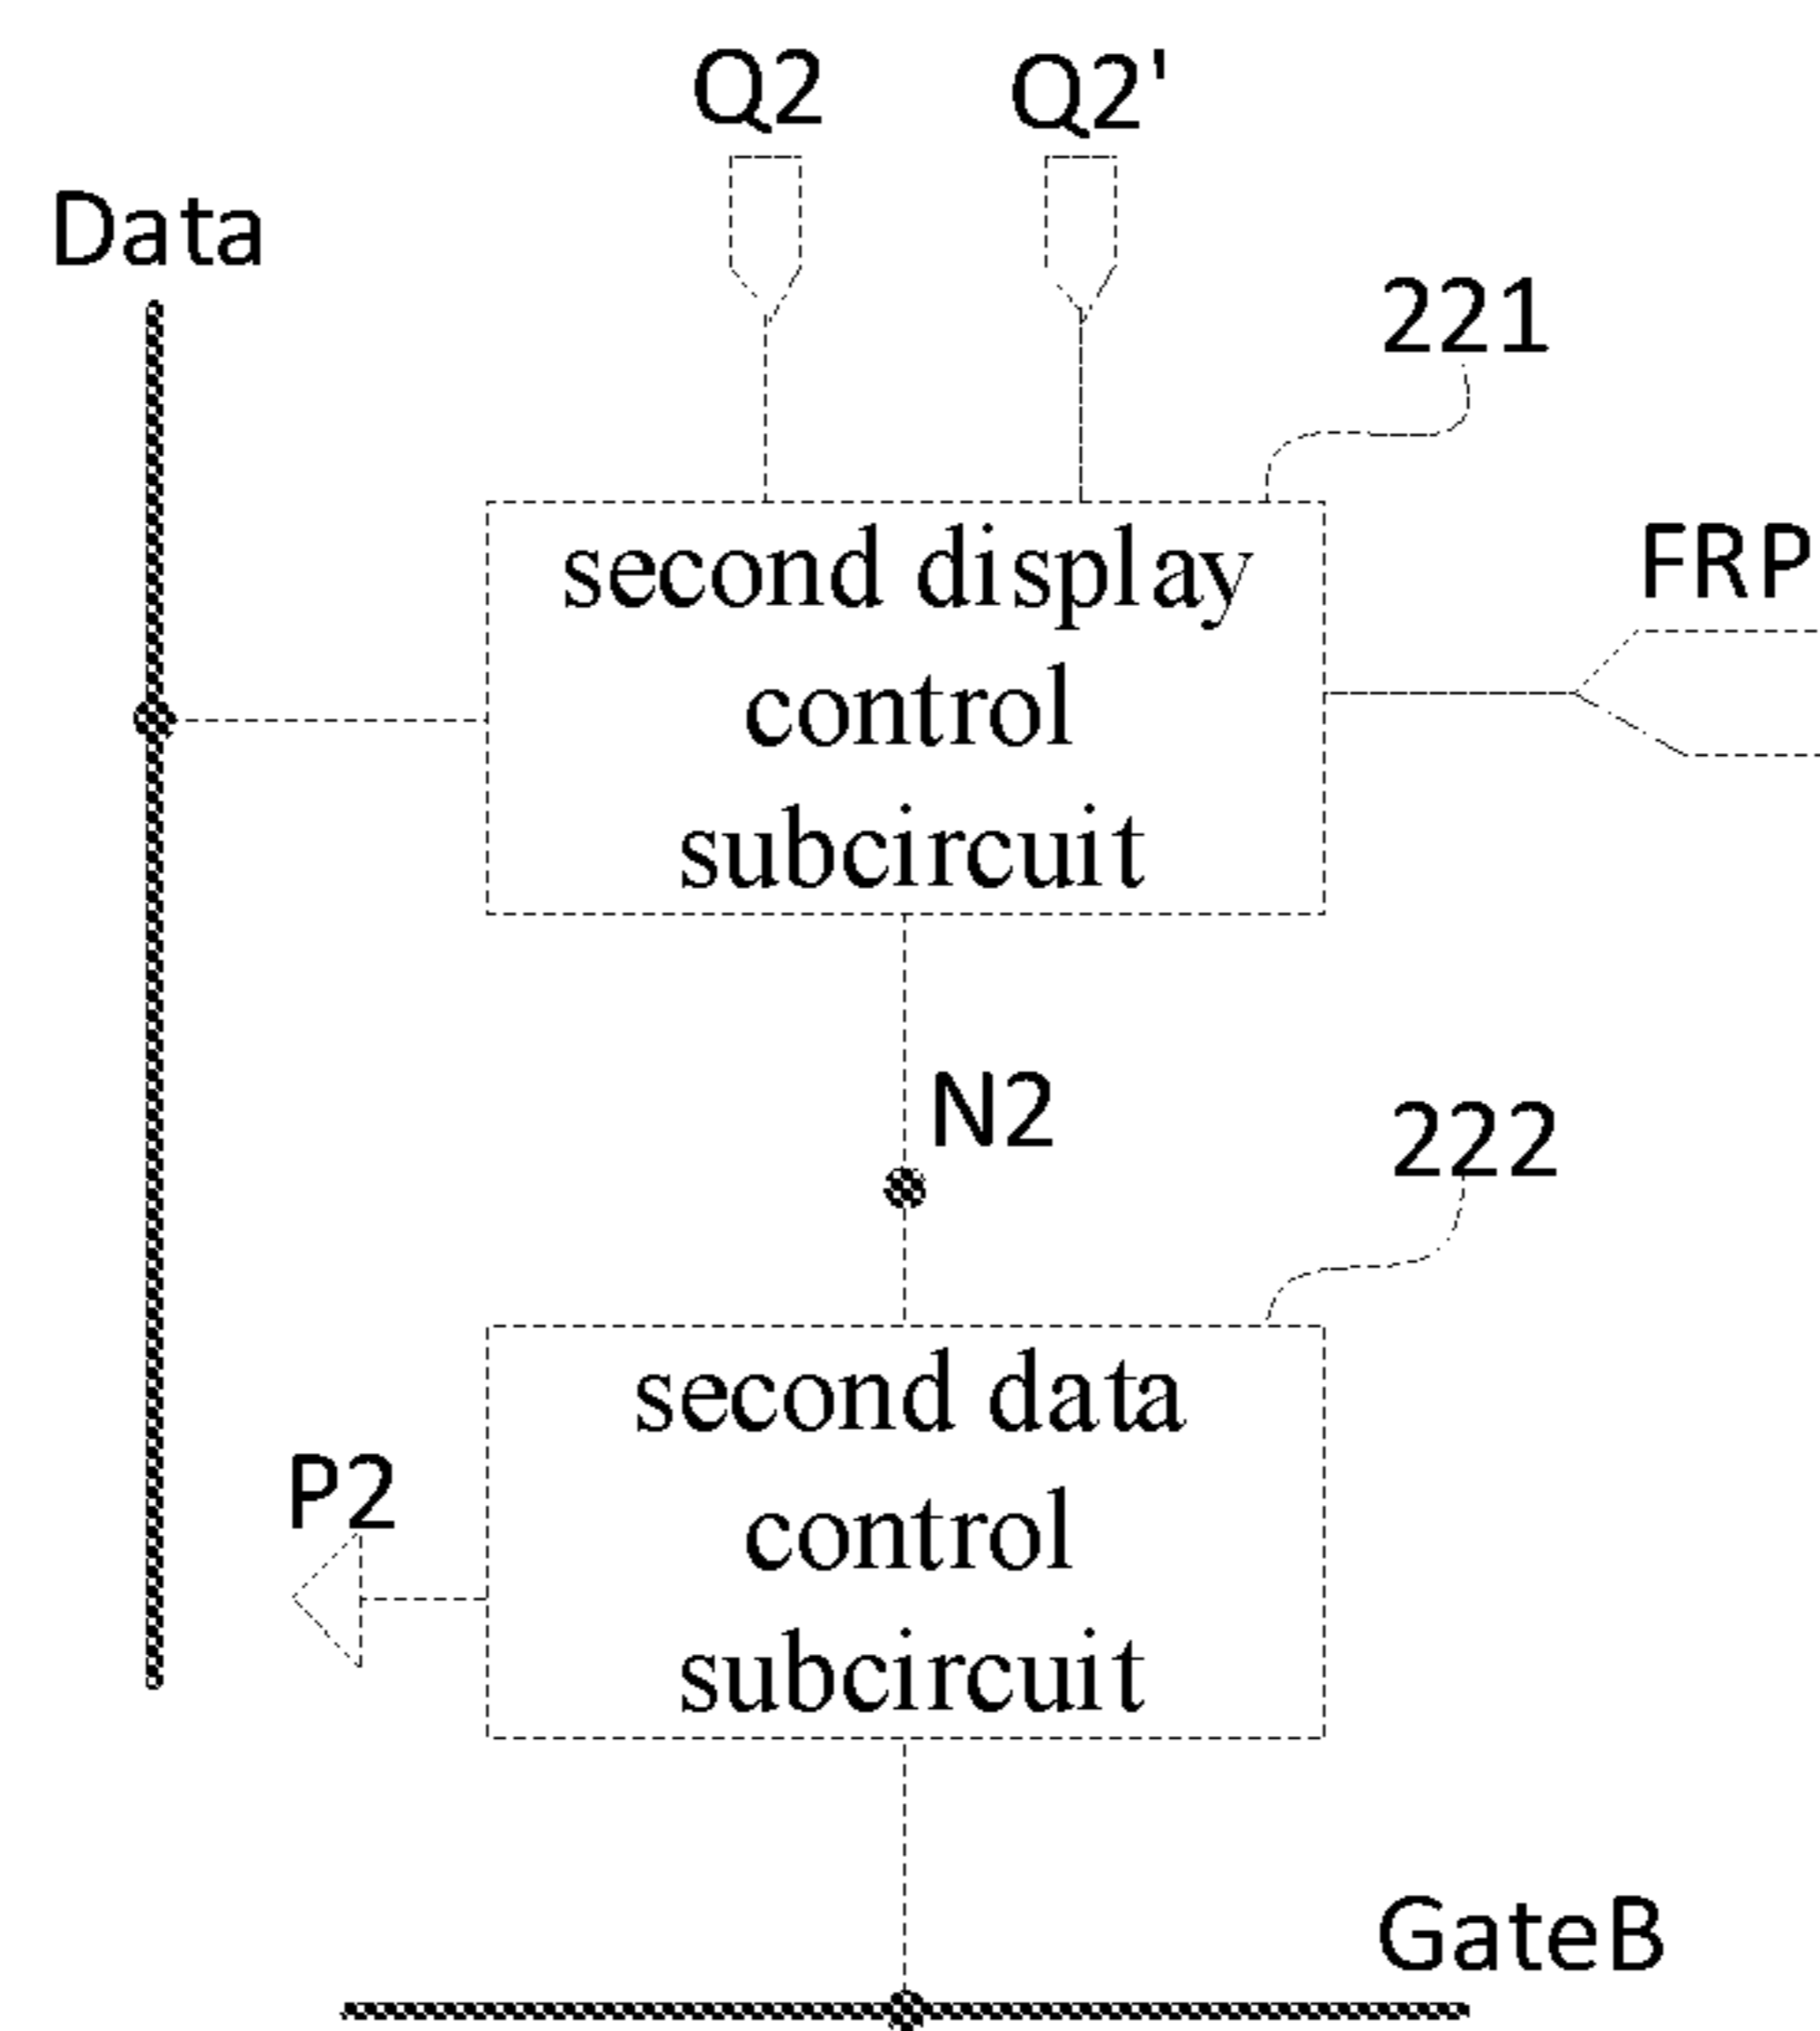 Q2
Q2'
Data
221
second display
control
subcircuit
FRP
N2
222
second data
control
subcircuit
P2
GateB